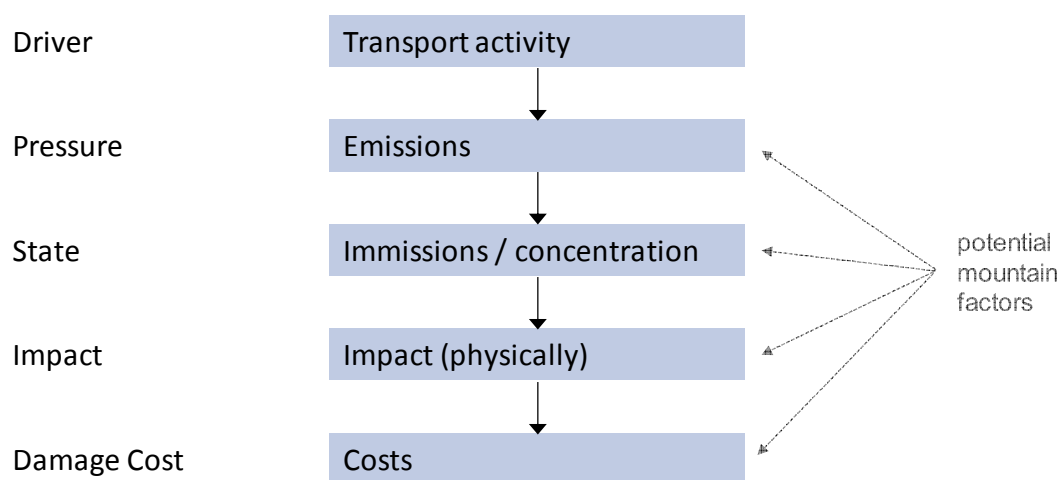 Driver
Transport activity
Pressure
Emissions
State
Immissions / concentration
potential
mountain
factors
Impact
Impact (physically)
Damage Cost
Costs